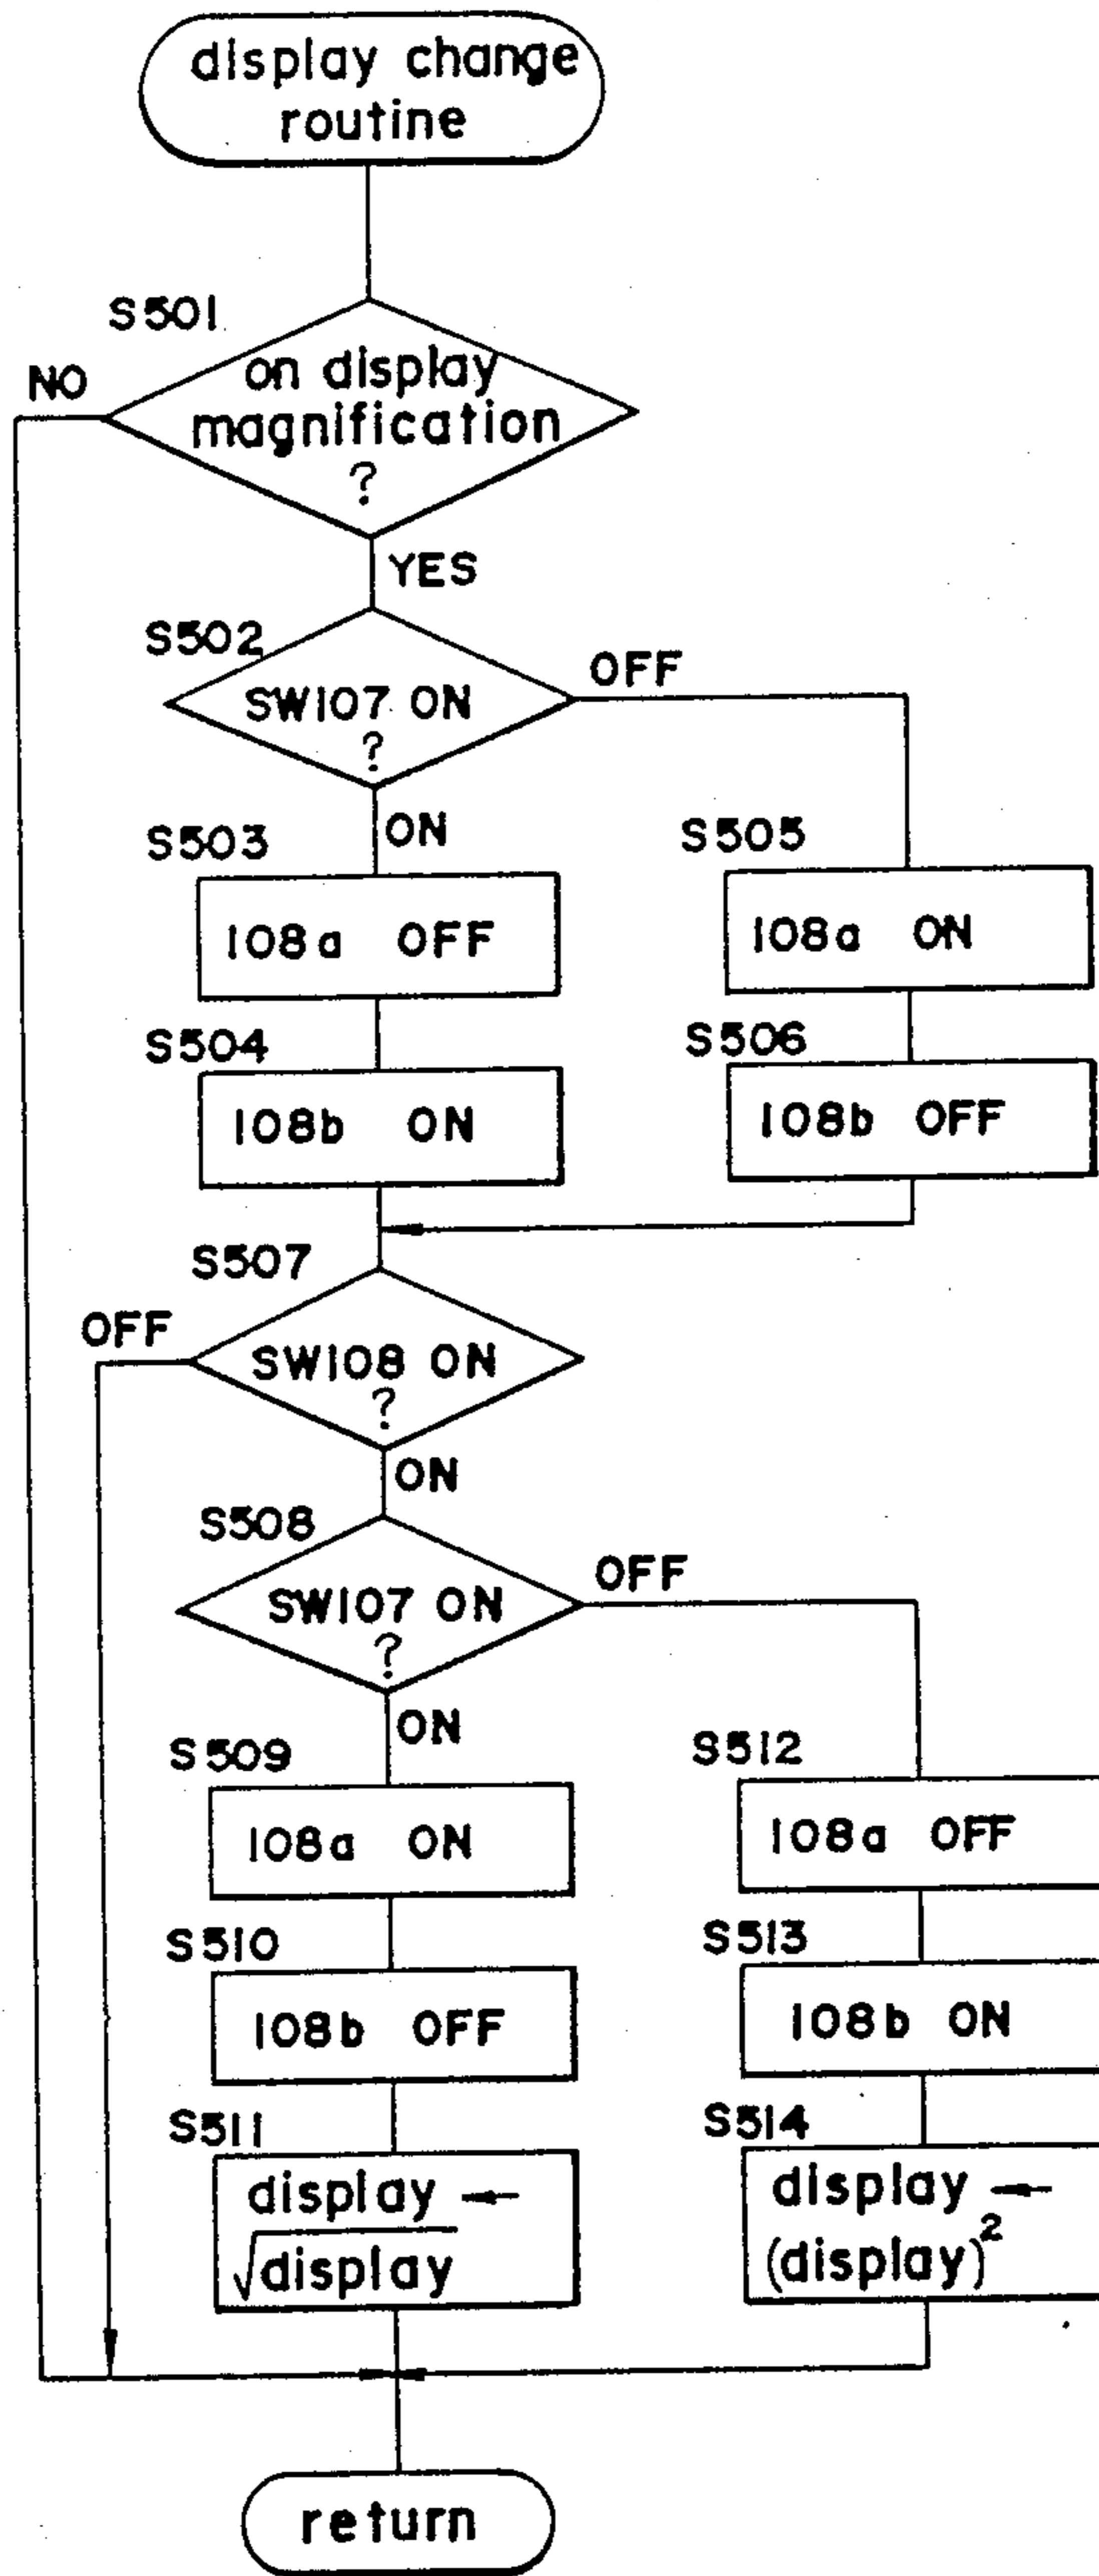 display change
routine
S501
NO
on display
magnification
?
YES
S502
OFF
SW107 ON
?
ON
S503
108a OFF
S504
108b ON
S505
108a ON
S506
108b OFF
S507
OFF
SW108 ON
?
ON
S508
OFF
SW107 ON
?
ON
S509
108a ON
S510
108b OFF
S511
display ←
√display
S512
108a OFF
S513
108b ON
S514
display ←
(display)²
return